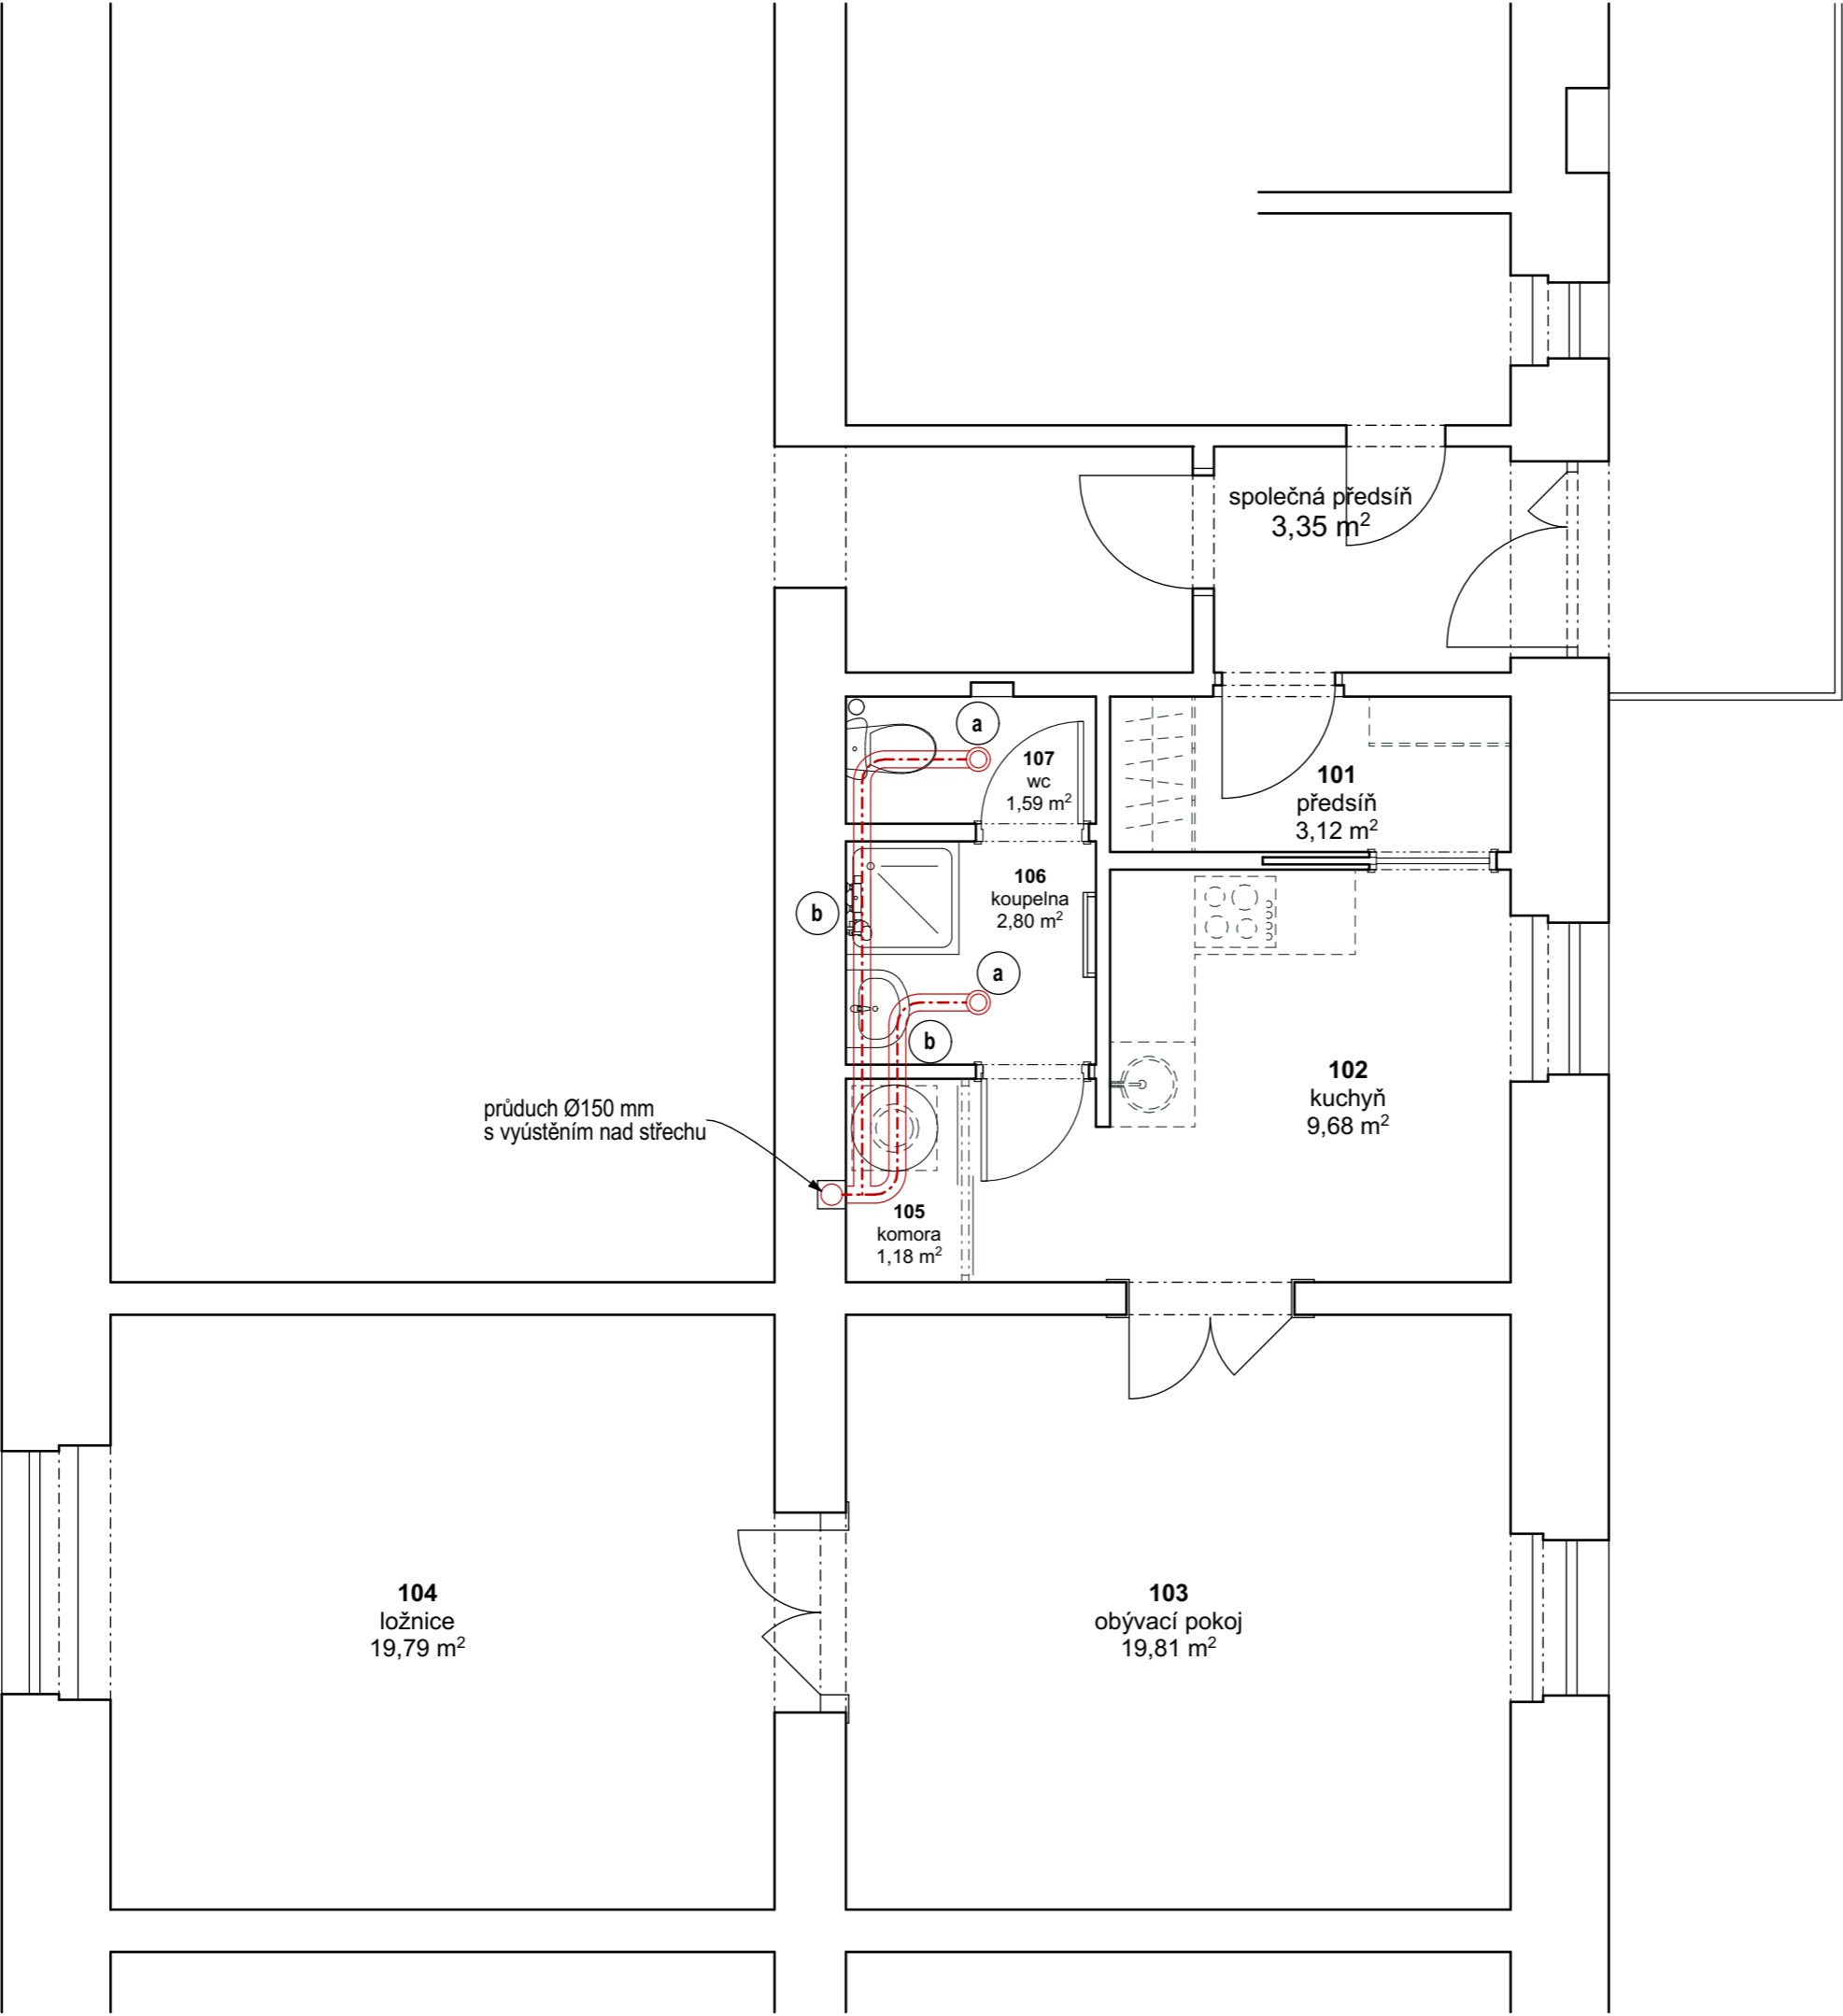 společná předsíň
3,35 m²
a
107
wc
1,59 m²
101
předsíň
3,12 m²
106
koupelna
2,80 m²
b
a
b
102
kuchyň
9,68 m²
průduch Ø150 mm
s vyústěním nad střechu
105
komora
1,18 m²
104
ložnice
19,79 m²
103
obývací pokoj
19,81 m²